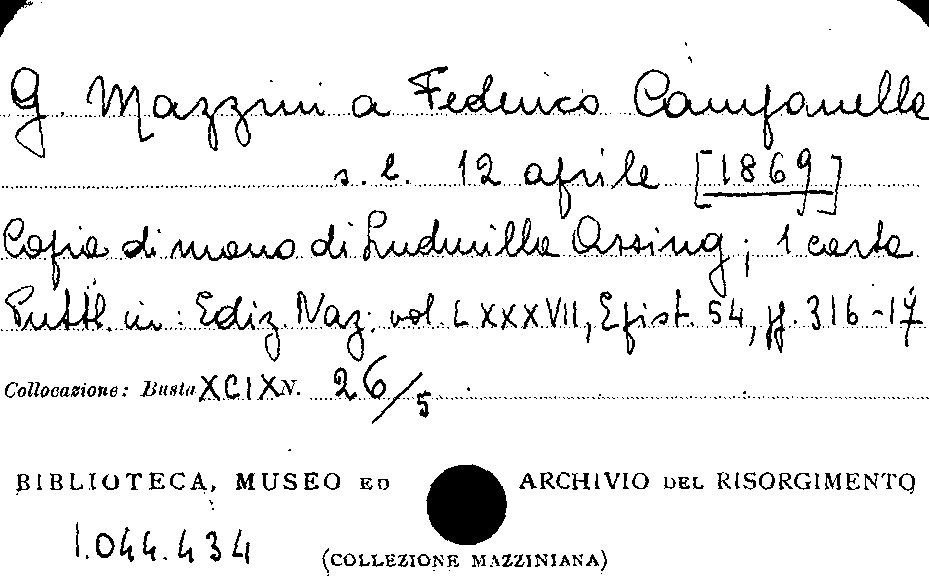 G. Mazzini a Federico Campanella
s. l. 12 aprile [1869]
Copia di mano di Ludmilla Assing; 1 carta
Pubbl. in: Ediz. Naz. vol. LXXXVII, Epist. 54, pp. 316-17
Collocazione: Busta XCIX N. 26/5
BIBLIOTECA, MUSEO ED ARCHIVIO DEL RISORGIMENTO
1.044.434
(COLLEZIONE MAZZINIANA)